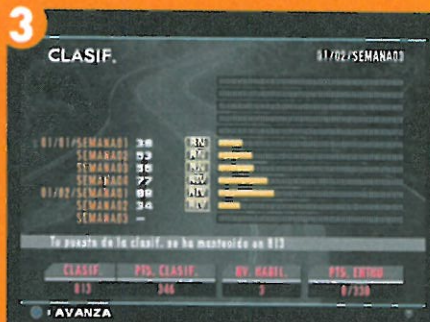 3
CLASIF. 01/02/SEMANA03
01/01/SEMANA01 38
SEMANA02 53
SEMANA03 55
77
01/02/SEMANA01 88
SEMANA02 34
SEMANA03 –
Tu puesto de la clasif. se ha mantenido en 813
CLASIF. PTS. CLASIF. NV. HABIL. PTS. ENTRO
813 346 3 0/330
AVANZA